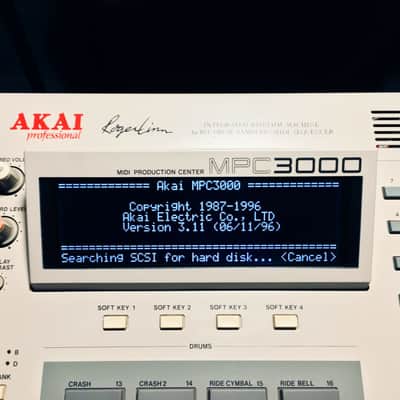 AKAI
professional
Roger Linn
INTEGRATED RHYTHM MACHINE
16 BIT DRUM SAMPLER/MIDI SEQUENCER
MIDI PRODUCTION CENTER MPC3000
============== Akai MPC3000 ==============
Copyright 1987-1996
Akai Electric Co., LTD
Version 3.11 (06/11/96)
Searching SCSI for hard disk... <Cancel>
SOFT KEY 1 SOFT KEY 2 SOFT KEY 3 SOFT KEY 4
B
D
DRUMS
CRASH 13 CRASH 2 14 RIDE CYMBAL 15 RIDE BELL 16